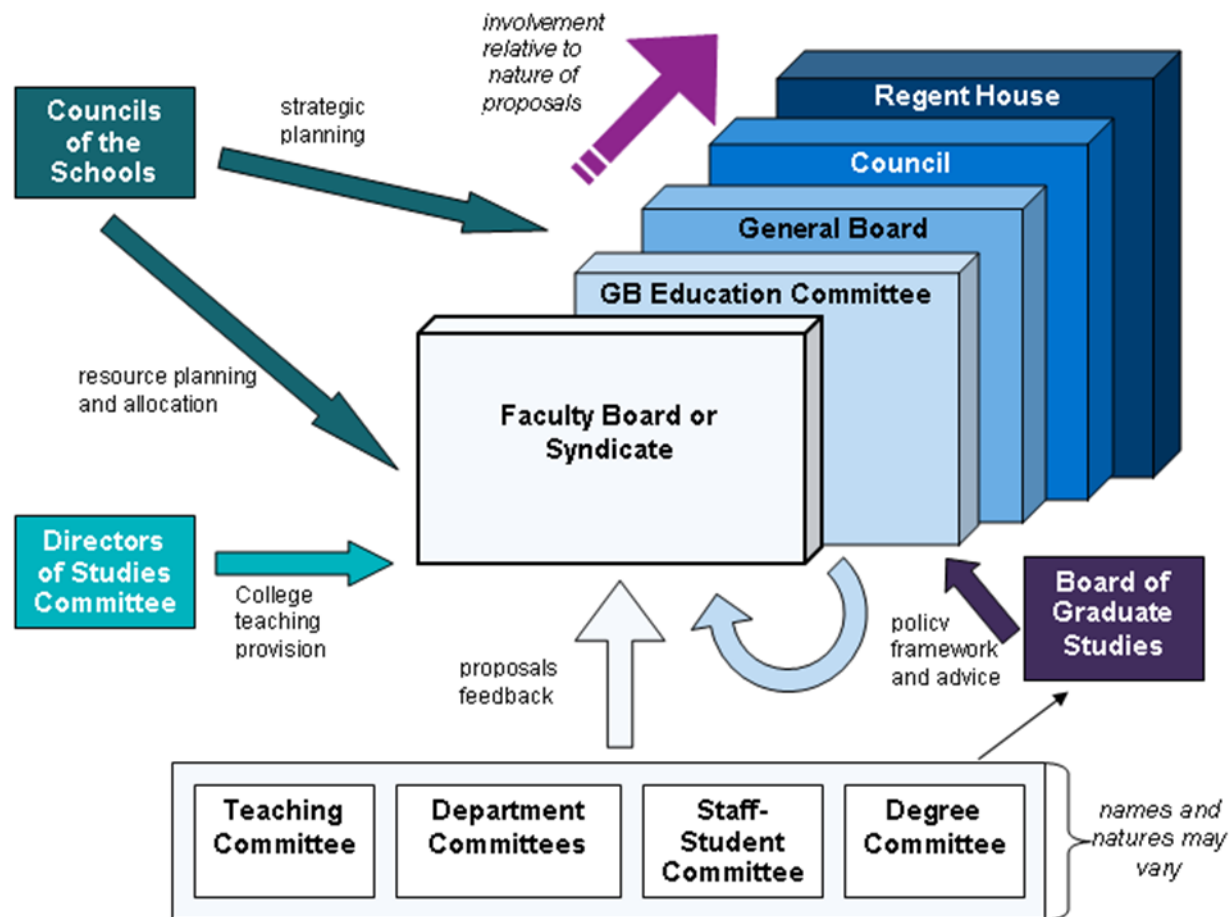 involvement
relative to
nature of
proposals
Regent House
Council
General Board
GB Education Committee
Faculty Board or
Syndicate
Councils
of the
Schools
strategic
planning
resource planning
and allocation
Directors
of Studies
Committee
College
teaching
provision
proposals
feedback
policy
framework
and advice
Board of
Graduate
Studies
Teaching
Committee
Department
Committees
Staff-
Student
Committee
Degree
Committee
names and
natures may
vary